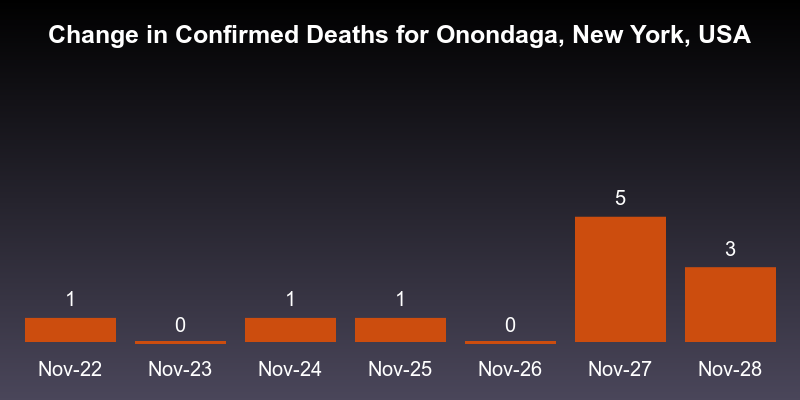 Change in Confirmed Deaths for Onondaga, New York, USA
5
3
1
1
1
0
0
Nov-22
Nov-23
Nov-24
Nov-25
Nov-26
Nov-27
Nov-28